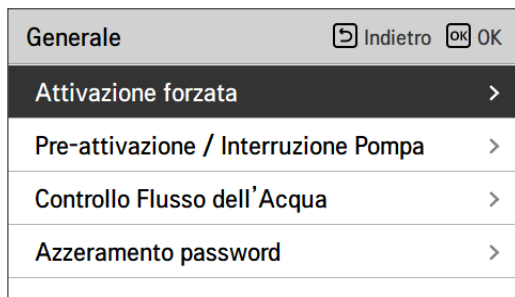 Generale Indietro OK OK
Attivazione forzata >
Pre-attivazione / Interruzione Pompa >
Controllo Flusso dell'Acqua >
Azzeramento password >